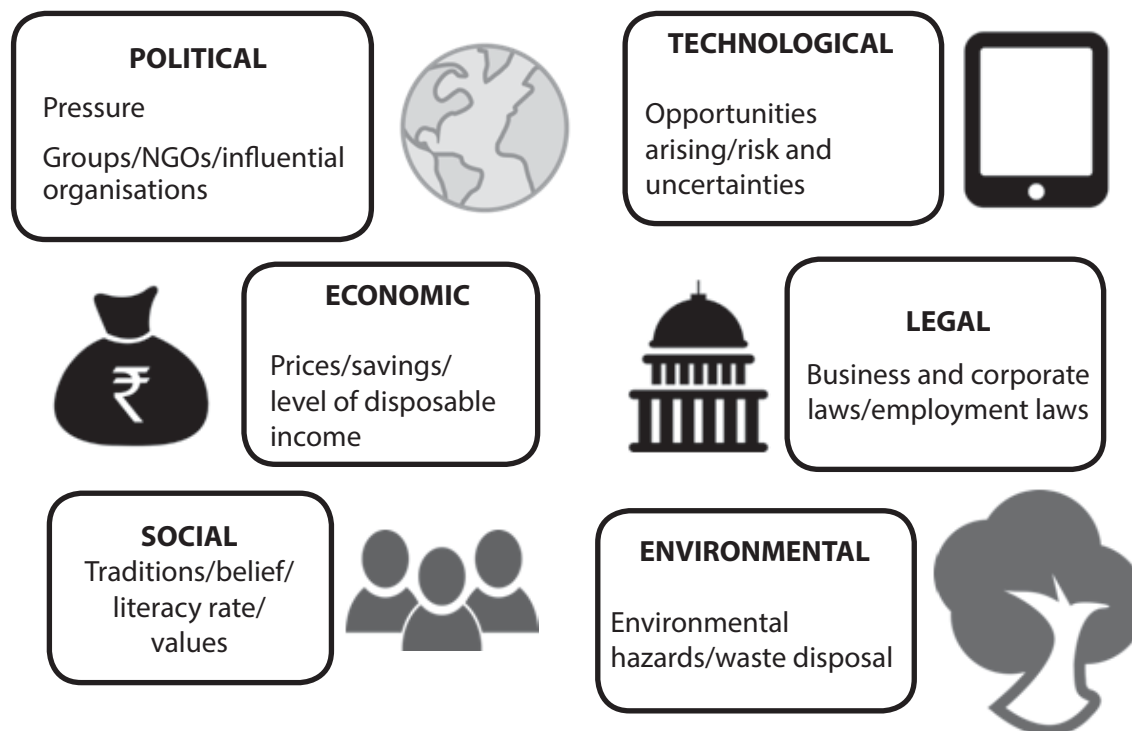 POLITICAL
Pressure
Groups/NGOs/influential
organisations
TECHNOLOGICAL
Opportunities
arising/risk and
uncertainties
₹
ECONOMIC
Prices/savings/
level of disposable
income
LEGAL
Business and corporate
laws/employment laws
SOCIAL
Traditions/belief/
literacy rate/
values
ENVIRONMENTAL
Environmental
hazards/waste disposal